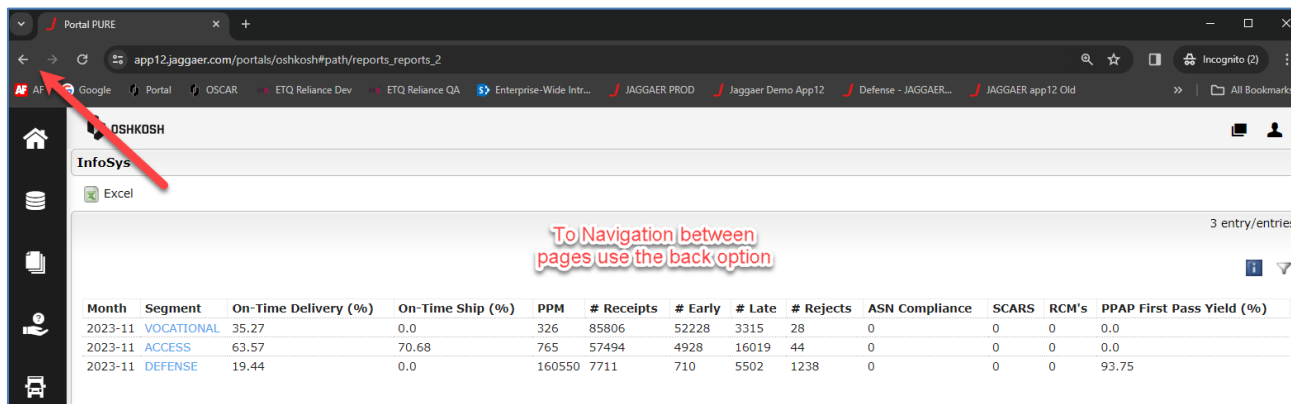 Portal PURE
app12.jaggaer.com/portals/oshkosh#path/reports_reports_2 Incognito (2)
AF AF Google Portal OSCAR ETQ Reliance Dev ETQ Reliance QA Enterprise-Wide Intr... JAGGAER PROD Jaggaer Demo App12 Defense - JAGGAER... JAGGAER app12 Old » All Bookmarks
OSHKOSH
InfoSys
Excel
3 entry/entries
To Navigation between
pages use the back option
Month Segment On-Time Delivery (%) On-Time Ship (%) PPM # Receipts # Early # Late # Rejects ASN Compliance SCARS RCM's PPAP First Pass Yield (%)
2023-11 VOCATIONAL 35.27 0.0 326 85806 52228 3315 28 0 0 0 0.0
2023-11 ACCESS 63.57 70.68 765 57494 4928 16019 44 0 0 0 0.0
2023-11 DEFENSE 19.44 0.0 160550 7711 710 5502 1238 0 0 0 93.75